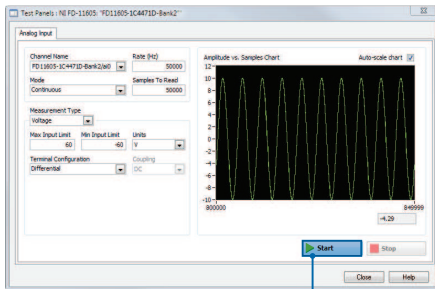 Test Panels : NI FD-11605: "FD11605-1C4471D-Bank2"
Analog Input
Channel Name
FD11605-1C4471D-Bank2/ai0
Rate (Hz)
50000
Mode
Continuous
Samples To Read
50000
Measurement Type
Voltage
Max Input Limit
60
Min Input Limit
-60
Units
V
Terminal Configuration
Differential
Coupling
DC
Amplitude vs. Samples Chart
Auto-scale chart
12
10
8
6
4
2
0
-2
-4
-6
-8
-10
800000
849999
-4.29
Start
Stop
Close
Help